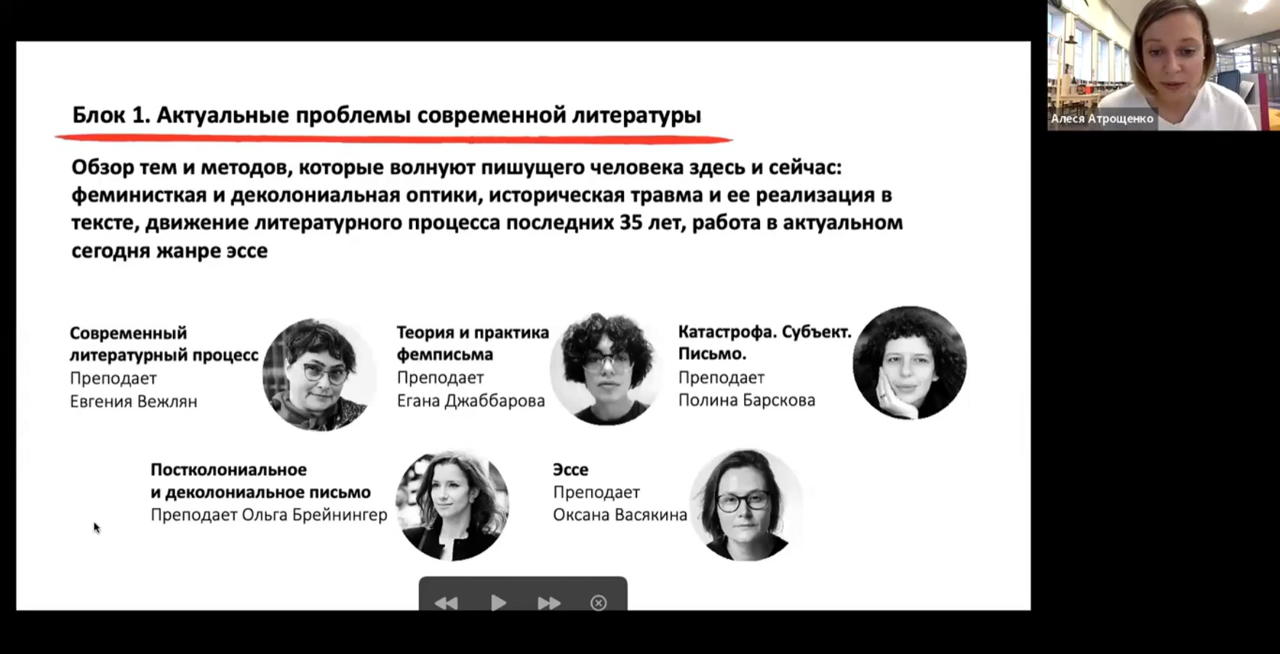 Блок 1. Актуальные проблемы современной литературы
Обзор тем и методов, которые волнуют пишущего человека здесь и сейчас:
феминисткая и деколониальная оптики, историческая травма и ее реализация в
тексте, движение литературного процесса последних 35 лет, работа в актуальном
сегодня жанре эссе
Современный
литературный процесс
Преподает
Евгения Вежлян
Теория и практика
фемписьма
Преподает
Егана Джаббарова
Катастрофа. Субъект.
Письмо.
Преподает
Полина Барскова
Постколониальное
и деколониальное письмо
Преподает Ольга Брейнингер
Эссе
Преподает
Оксана Васякина
Алеся Атрощенко